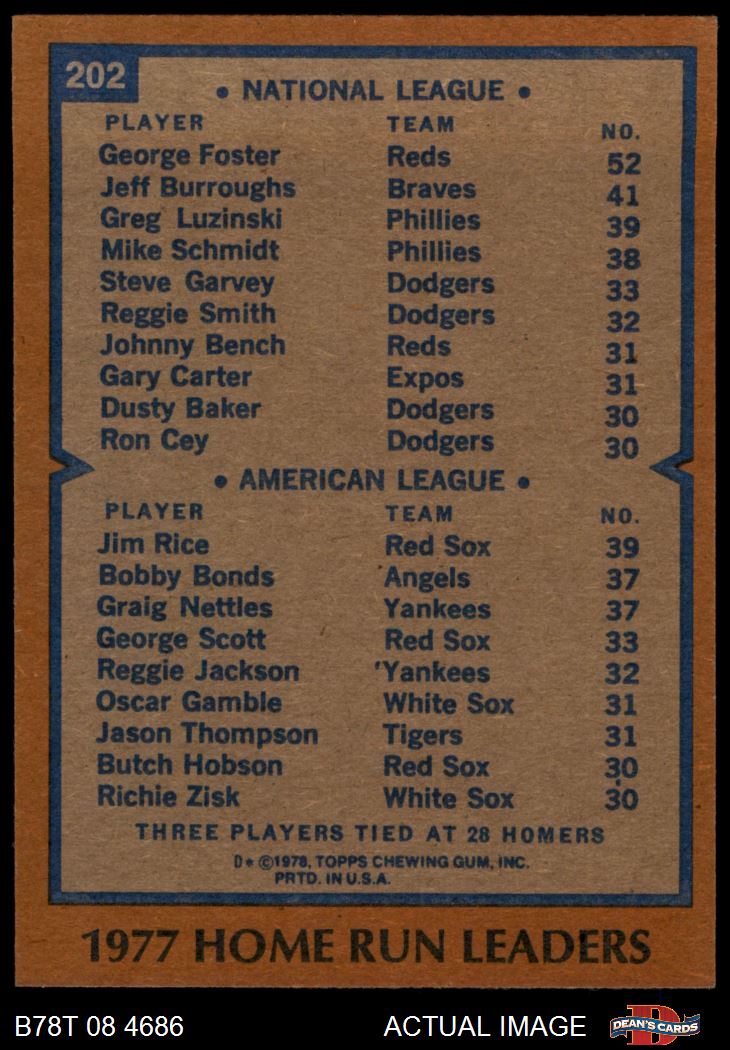 202
• NATIONAL LEAGUE •
PLAYER TEAM NO.
George Foster Reds 52
Jeff Burroughs Braves 41
Greg Luzinski Phillies 39
Mike Schmidt Phillies 38
Steve Garvey Dodgers 33
Reggie Smith Dodgers 32
Johnny Bench Reds 31
Gary Carter Expos 31
Dusty Baker Dodgers 30
Ron Cey Dodgers 30
• AMERICAN LEAGUE •
PLAYER TEAM NO.
Jim Rice Red Sox 39
Bobby Bonds Angels 37
Graig Nettles Yankees 37
George Scott Red Sox 33
Reggie Jackson Yankees 32
Oscar Gamble White Sox 31
Jason Thompson Tigers 31
Butch Hobson Red Sox 30
Richie Zisk White Sox 30
THREE PLAYERS TIED AT 28 HOMERS
D* ©1978, TOPPS CHEWING GUM, INC.
PRTD. IN U.S.A.
1977 HOME RUN LEADERS
B78T 08 4686 ACTUAL IMAGE D DEAN'S CARDS